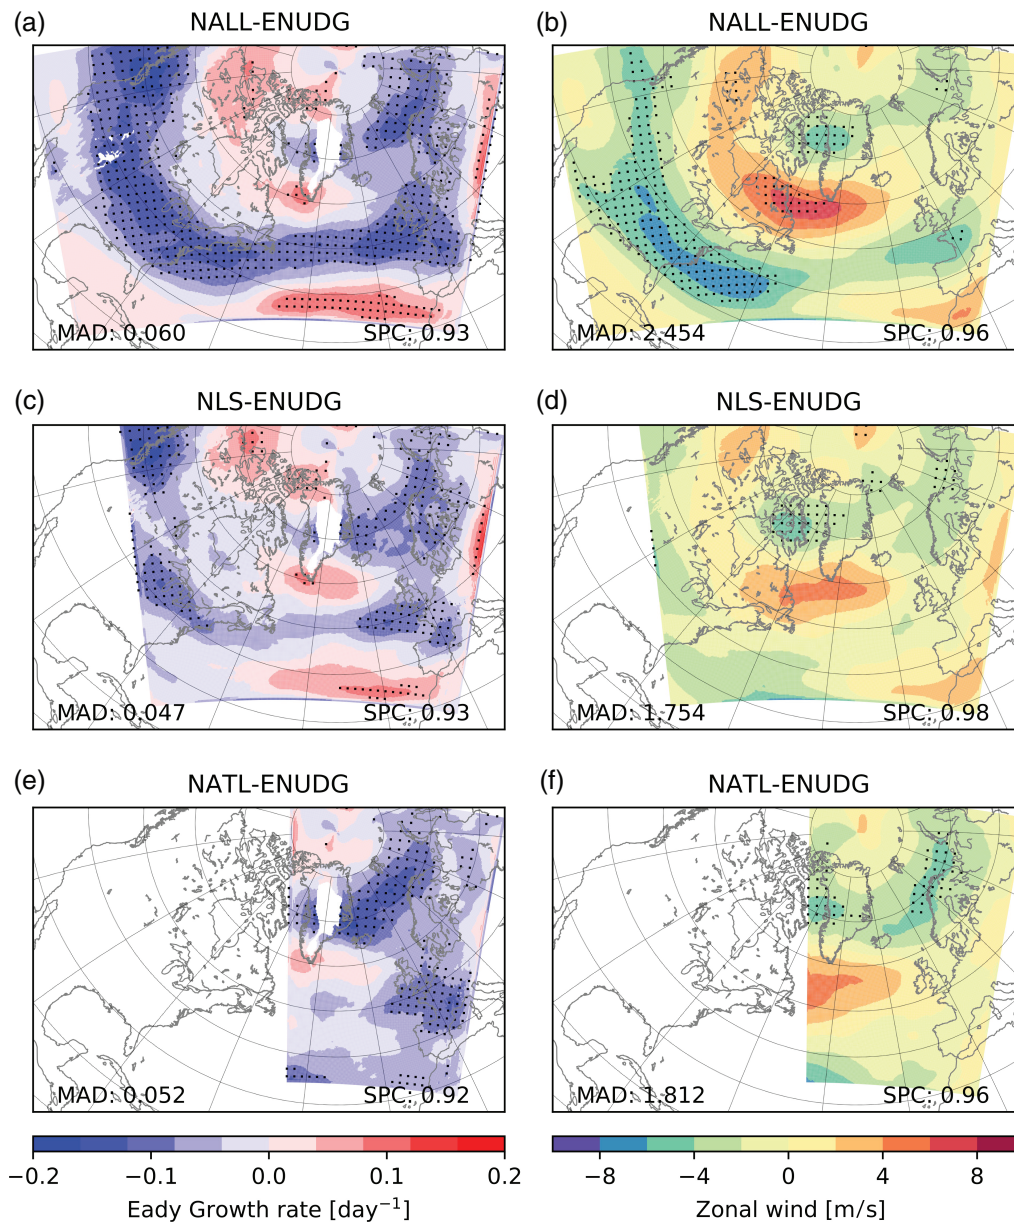 (a) NALL-ENUDG
MAD: 0.060 SPC: 0.93
(b) NALL-ENUDG
MAD: 2.454 SPC: 0.96
(c) NLS-ENUDG
MAD: 0.047 SPC: 0.93
(d) NLS-ENUDG
MAD: 1.754 SPC: 0.98
(e) NATL-ENUDG
MAD: 0.052 SPC: 0.92
(f) NATL-ENUDG
MAD: 1.812 SPC: 0.96
−0.2 −0.1 0.0 0.1 0.2
Eady Growth rate [day⁻¹]
−8 −4 0 4 8
Zonal wind [m/s]